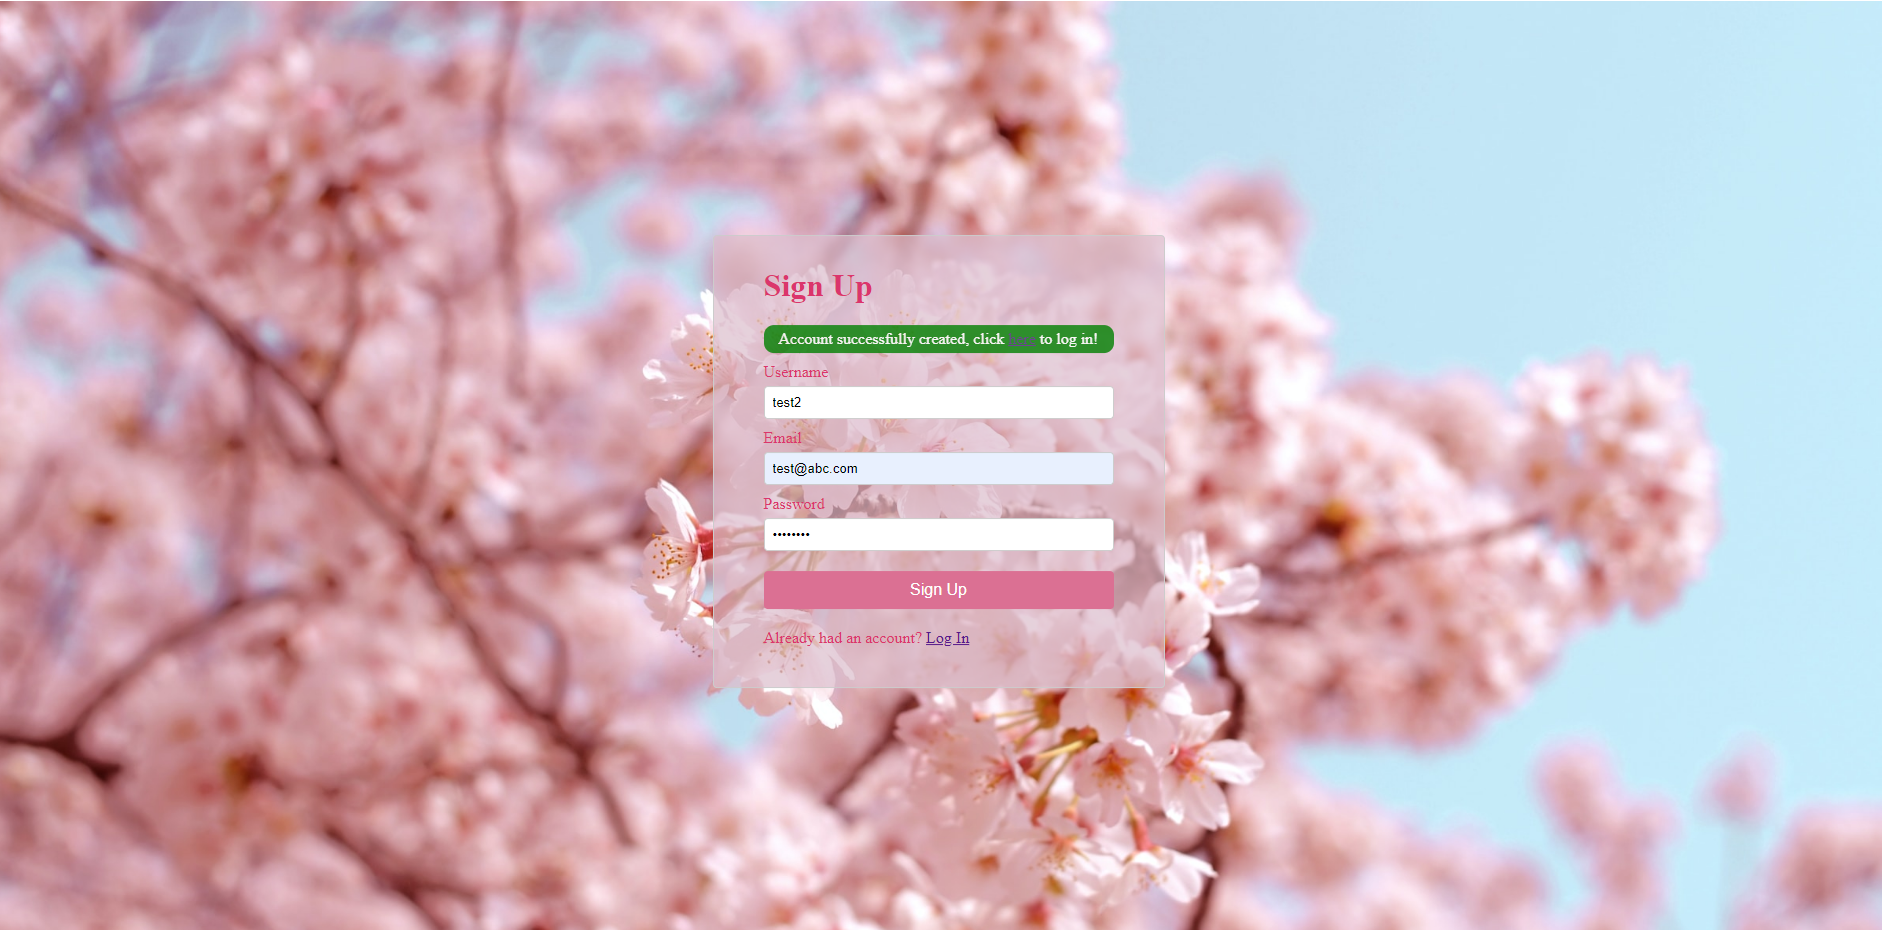 Sign Up
Account successfully created, click here to log in!
Username
test2
Email
test@abc.com
Password
••••••••
Sign Up
Already had an account? Log In